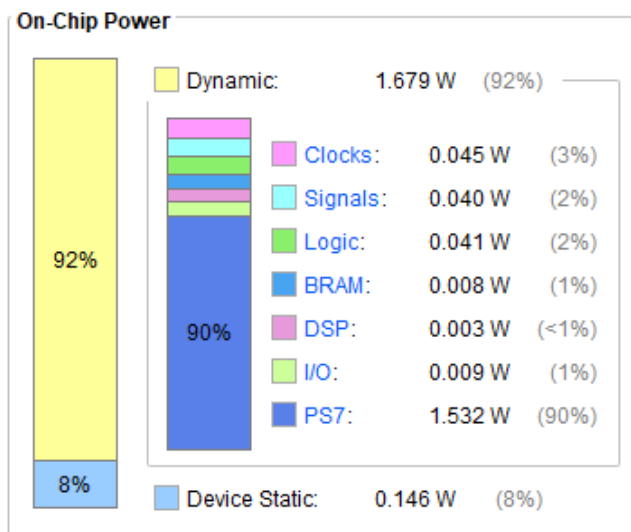 On-Chip Power
Dynamic: 1.679 W (92%)
Clocks: 0.045 W (3%)
Signals: 0.040 W (2%)
Logic: 0.041 W (2%)
92%
BRAM: 0.008 W (1%)
90%
DSP: 0.003 W (<1%)
I/O: 0.009 W (1%)
PS7: 1.532 W (90%)
8%
Device Static: 0.146 W (8%)